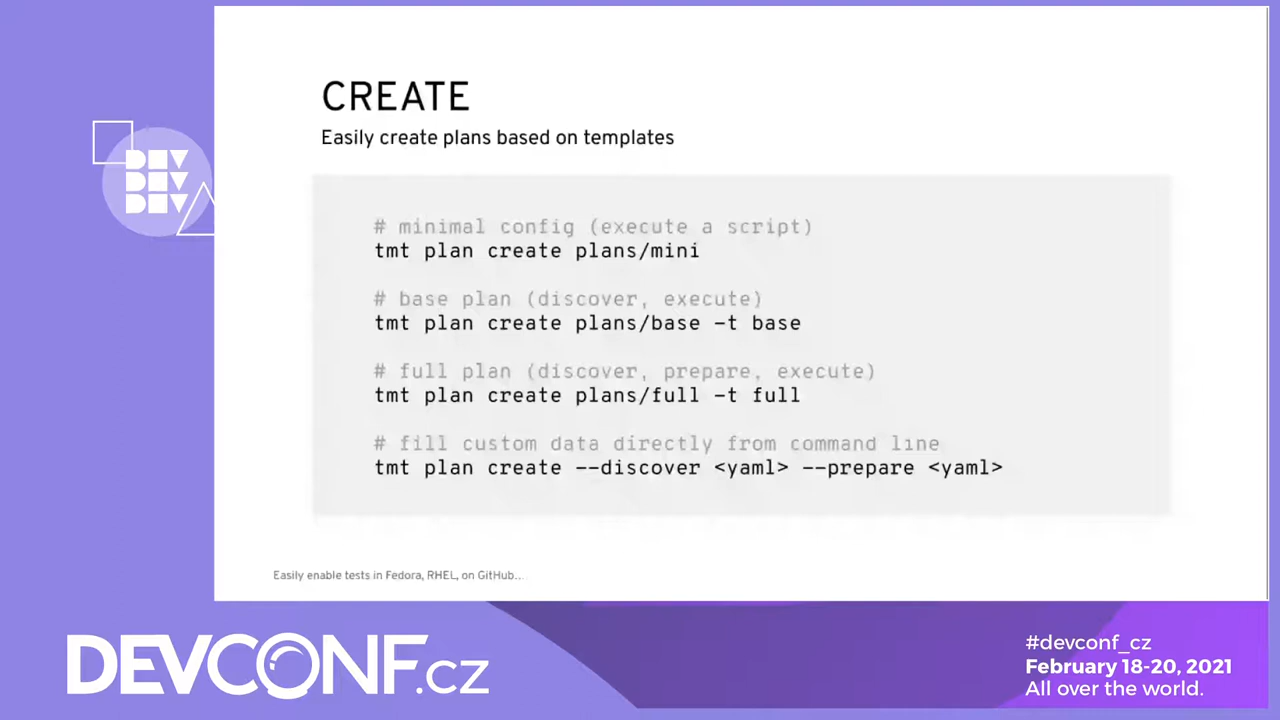 CREATE
Easily create plans based on templates
# minimal config (execute a script)
tmt plan create plans/mini
# base plan (discover, execute)
tmt plan create plans/base -t base
# full plan (discover, prepare, execute)
tmt plan create plans/full -t full
# fill custom data directly from command line
tmt plan create --discover <yaml> --prepare <yaml>
Easily enable tests in Fedora, RHEL, on GitHub...
DEV
DEV
DEV
DEVCONF.cz
#devconf_cz
February 18-20, 2021
All over the world.